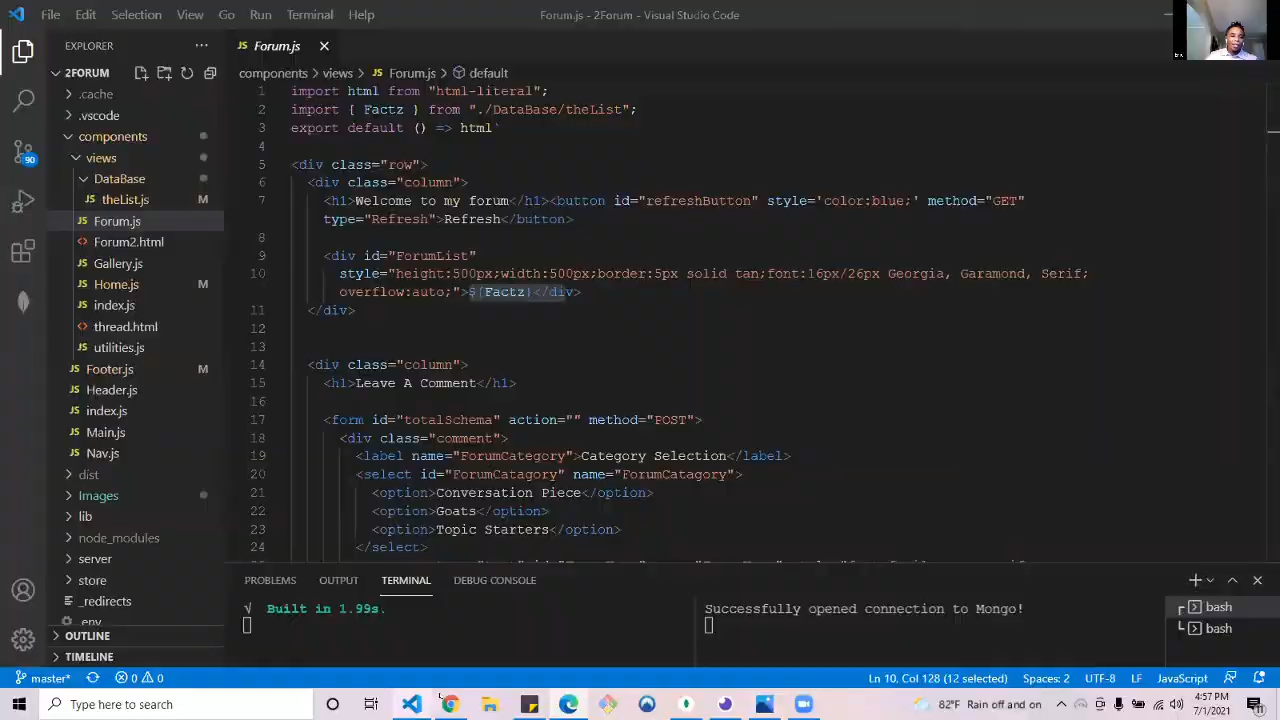 File Edit Selection View Go Run Terminal Help
Forum.js - 2Forum - Visual Studio Code
EXPLORER
2FORUM
.cache
.vscode
components
views
DataBase
theList.js M
Forum.js
Forum2.html
Gallery.js
Home.js M
index.js
thread.html
utilities.js
Footer.js M
Header.js
index.js
Main.js
Nav.js
dist
Images
lib
node_modules
server
store
_redirects
.env
OUTLINE
TIMELINE
90
JS Forum.js
components > views > JS Forum.js > default
1 import html from "html-literal";
2 import { Factz } from "./DataBase/theList";
3 export default () => html`
4
5 <div class="row">
6 <div class="column">
7 <h1>Welcome to my forum</h1><button id="refreshButton" style='color:blue;' method="GET"
type="Refresh">Refresh</button>
8
9 <div id="ForumList"
10 style="height:500px;width:500px;border:5px solid tan;font:16px/26px Georgia, Garamond, Serif;
overflow:auto;">${Factz}</div>
11 </div>
12
13
14 <div class="column">
15 <h1>Leave A Comment</h1>
16
17 <form id="totalSchema" action="" method="POST">
18 <div class="comment">
19 <label name="ForumCategory">Category Selection</label>
20 <select id="ForumCatagory" name="ForumCatagory">
21 <option>Conversation Piece</option>
22 <option>Goats</option>
23 <option>Topic Starters</option>
24 </select>
PROBLEMS OUTPUT TERMINAL DEBUG CONSOLE
√ Built in 1.99s.
Successfully opened connection to Mongo!
bash
bash
master* 0 0
Ln 10, Col 128 (12 selected) Spaces: 2 UTF-8 LF JavaScript
Type here to search
82°F Rain off and on
4:57 PM
7/1/2021